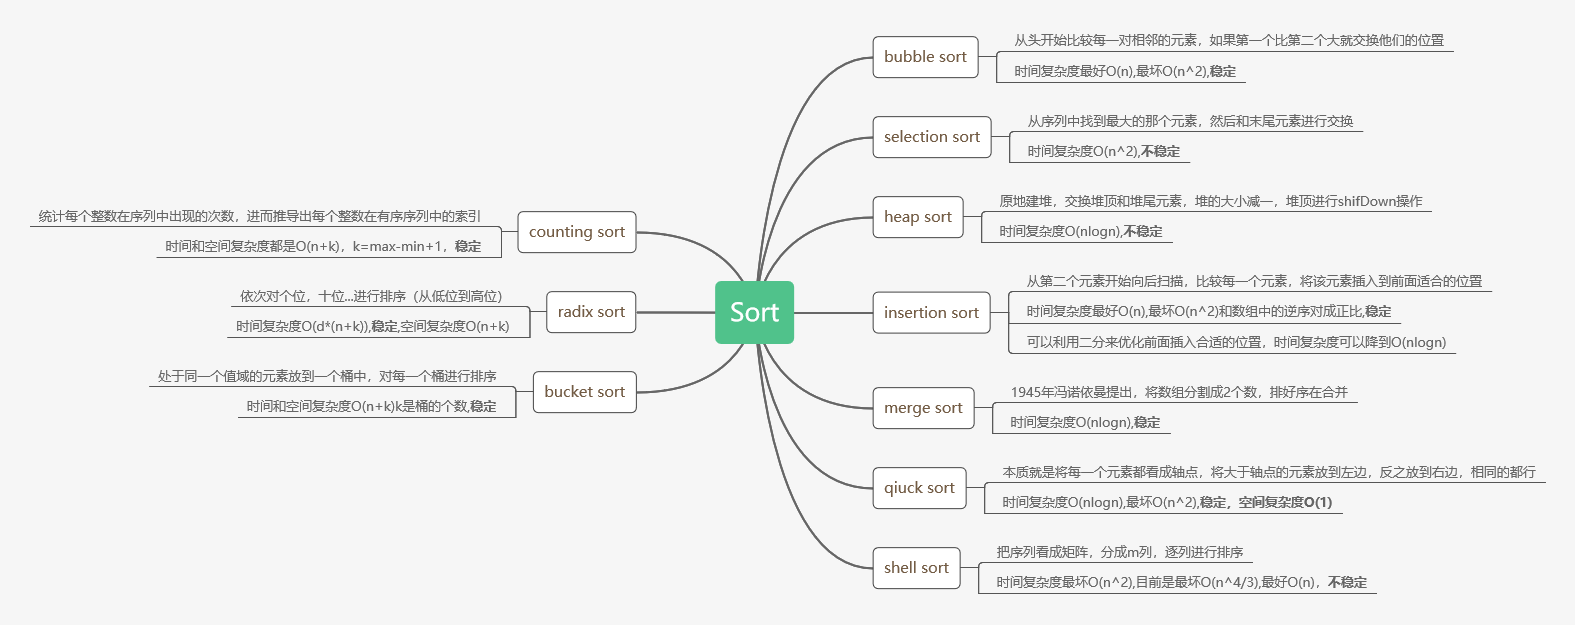 Sort
bubble sort
从头开始比较每一对相邻的元素，如果第一个比第二个大就交换他们的位置
时间复杂度最好O(n),最坏O(n^2),稳定
selection sort
从序列中找到最大的那个元素，然后和末尾元素进行交换
时间复杂度O(n^2),不稳定
heap sort
原地建堆，交换堆顶和堆尾元素，堆的大小减一，堆顶进行shifDown操作
时间复杂度O(nlogn),不稳定
insertion sort
从第二个元素开始向后扫描，比较每一个元素，将该元素插入到前面适合的位置
时间复杂度最好O(n),最坏O(n^2)和数组中的逆序对成正比,稳定
可以利用二分来优化前面插入合适的位置，时间复杂度可以降到O(nlogn)
merge sort
1945年冯诺依曼提出，将数组分割成2个数，排好序在合并
时间复杂度O(nlogn),稳定
qiuck sort
本质就是将每一个元素都看成轴点，将大于轴点的元素放到左边，反之放到右边，相同的都行
时间复杂度O(nlogn),最坏O(n^2),稳定，空间复杂度O(1)
shell sort
把序列看成矩阵，分成m列，逐列进行排序
时间复杂度最坏O(n^2),目前是最坏O(n^4/3),最好O(n)，不稳定
counting sort
统计每个整数在序列中出现的次数，进而推导出每个整数在有序序列中的索引
时间和空间复杂度都是O(n+k)，k=max-min+1，稳定
radix sort
依次对个位，十位...进行排序（从低位到高位）
时间复杂度O(d*(n+k)),稳定,空间复杂度O(n+k)
bucket sort
处于同一个值域的元素放到一个桶中，对每一个桶进行排序
时间和空间复杂度O(n+k)k是桶的个数,稳定